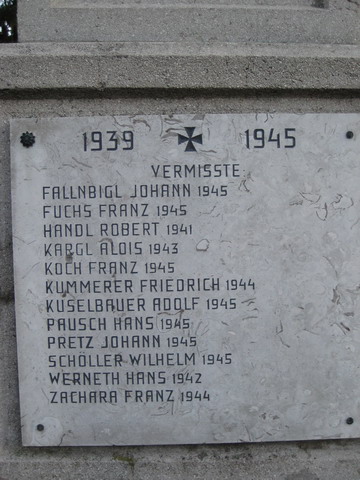 1939 1945
VERMISSTE
FALLNBIGL JOHANN 1945
FUCHS FRANZ 1945
HANDL ROBERT 1941
KARGL ALOIS 1943
KOCH FRANZ 1945
KUMMERER FRIEDRICH 1944
KUSELBAUER ADOLF 1945
PAUSCH HANS 1945
PRETZ JOHANN 1945
SCHÖLLER WILHELM 1945
WERNETH HANS 1942
ZACHARA FRANZ 1944